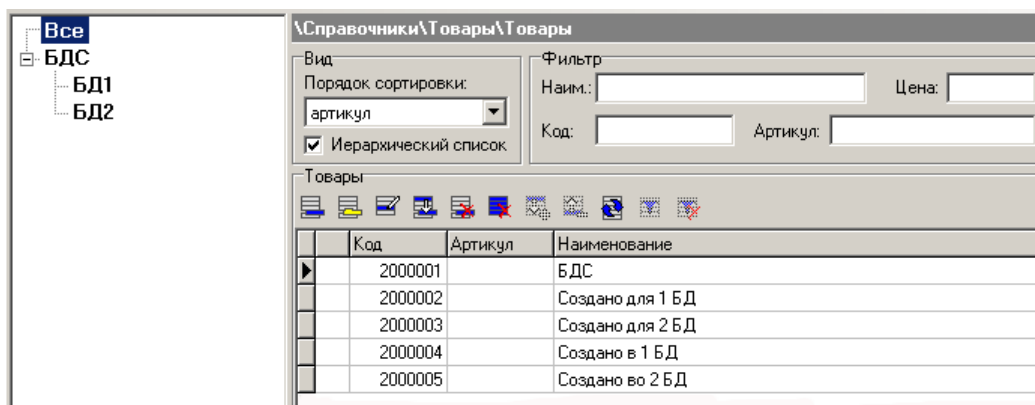 Все
БДС
БД1
БД2
\Справочники\Товары\Товары
Вид
Порядок сортировки:
артикул
Иерархический список
Фильтр
Наим.:
Цена:
Код:
Артикул:
Товары
Код Артикул Наименование
2000001 БДС
2000002 Создано для 1 БД
2000003 Создано для 2 БД
2000004 Создано в 1 БД
2000005 Создано во 2 БД